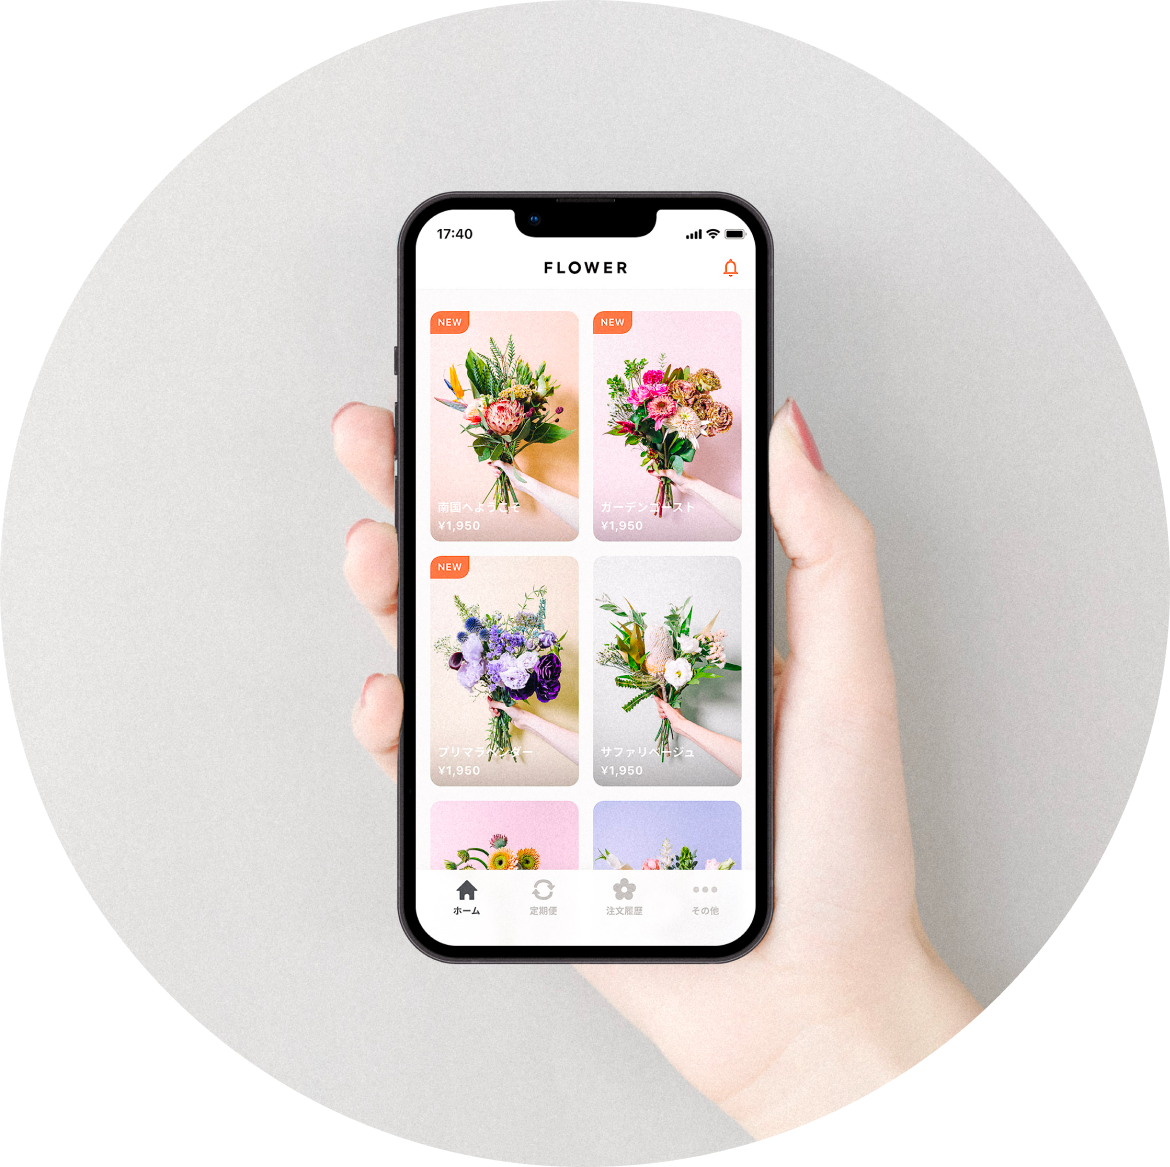 17:40
FLOWER
NEW
NEW
南国へようこそ
¥1,950
ガーデンコースト
¥1,950
NEW
プリマラベンダー
¥1,950
サファリベージュ
¥1,950
ホーム
定期便
注文履歴
その他